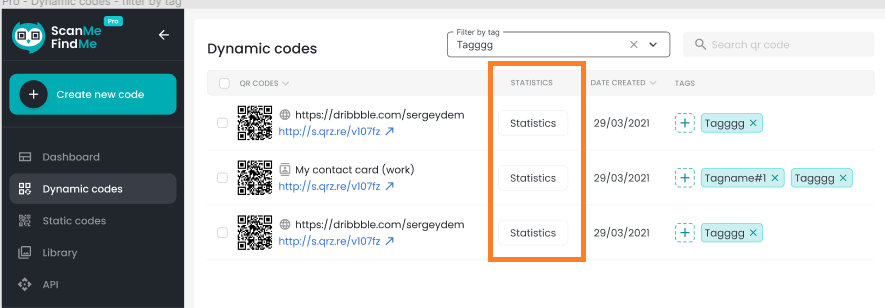 Pro - Dynamic codes - filter by tag
ScanMe
FindMe
Pro
Create new code
Dashboard
Dynamic codes
Static codes
Library
API
Dynamic codes
Filter by tag
Tagggg
Search qr code
QR CODES STATISTICS DATE CREATED TAGS
https://dribbble.com/sergeydem
http://s.qrz.re/v107fz
Statistics 29/03/2021 Tagggg
My contact card (work)
http://s.qrz.re/v107fz
Statistics 29/03/2021 Tagname#1 Tagggg
https://dribbble.com/sergeydem
http://s.qrz.re/v107fz
Statistics 29/03/2021 Tagggg